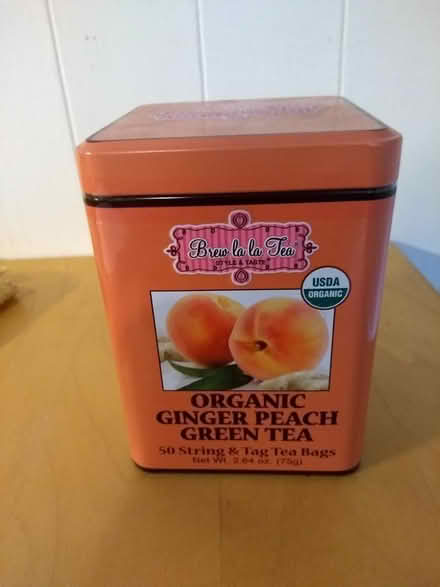 Brew la la Tea
STYLE & TASTE
USDA
ORGANIC
ORGANIC
GINGER PEACH
GREEN TEA
50 String & Tag Tea Bags
Net Wt. 2.64 oz. (75g)